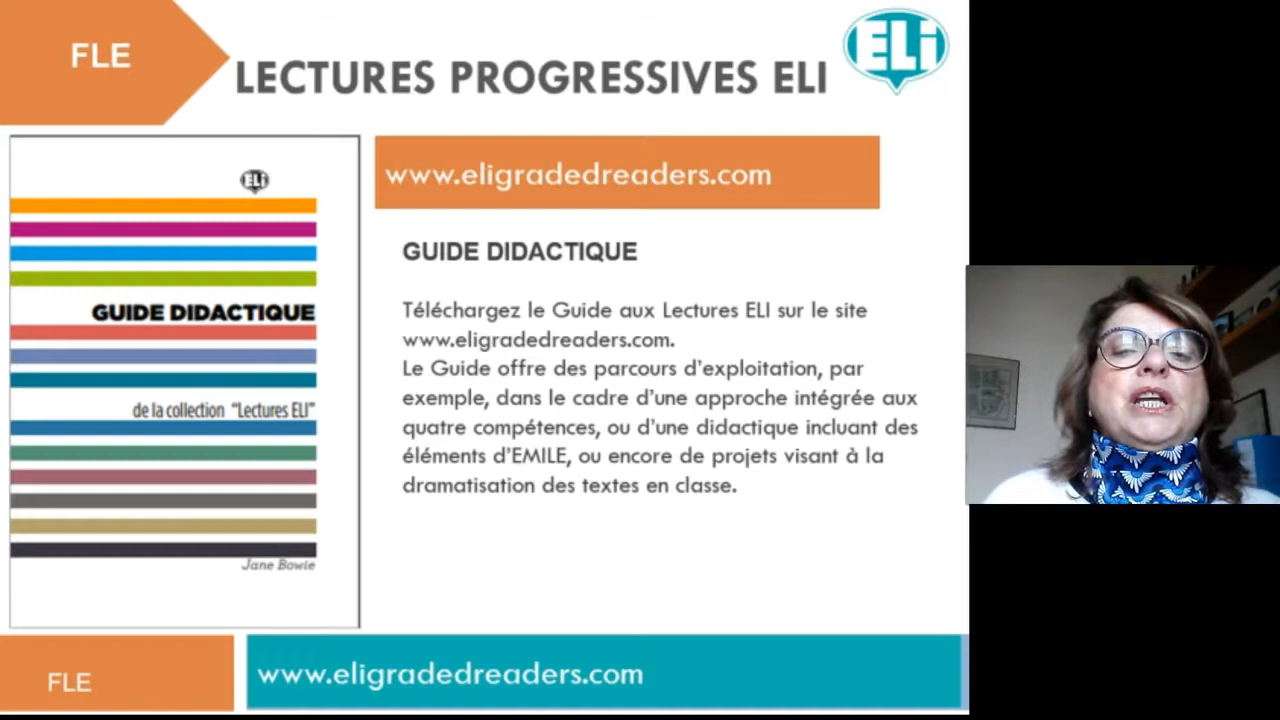 FLE
LECTURES PROGRESSIVES ELI
ELi
ELi
GUIDE DIDACTIQUE
de la collection "Lectures ELI"
Jane Bowie
www.eligradedreaders.com
GUIDE DIDACTIQUE
Téléchargez le Guide aux Lectures ELI sur le site
www.eligradedreaders.com.
Le Guide offre des parcours d'exploitation, par
exemple, dans le cadre d'une approche intégrée aux
quatre compétences, ou d'une didactique incluant des
éléments d'EMILE, ou encore de projets visant à la
dramatisation des textes en classe.
FLE
www.eligradedreaders.com